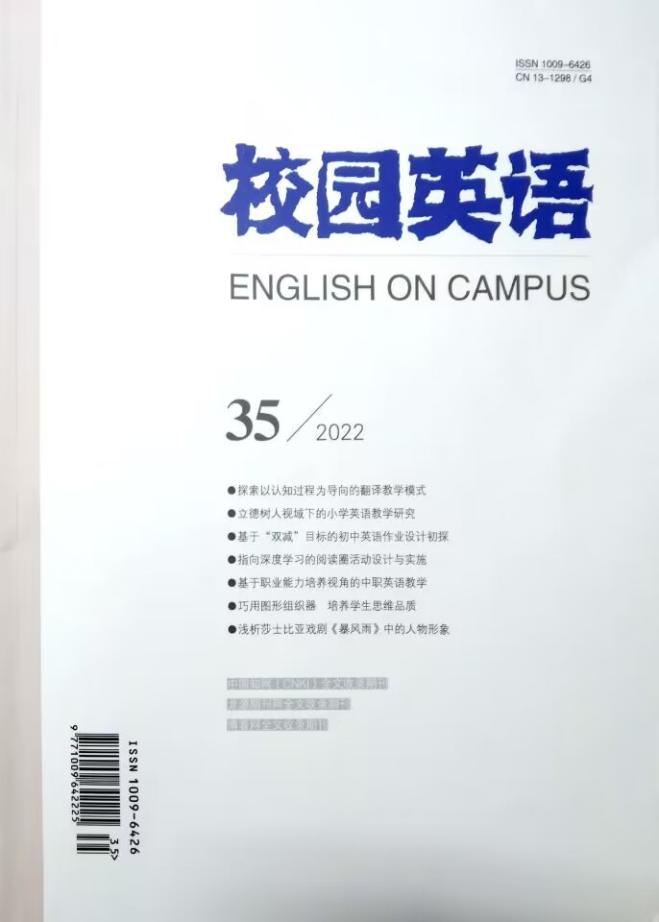 ISSN 1009-6426
CN 13-1298 / G4
校园英语
ENGLISH ON CAMPUS
35/2022
●探索以认知过程为导向的翻译教学模式
●立德树人视域下的小学英语教学研究
●基于“双减”目标的初中英语作业设计初探
●指向深度学习的阅读圈活动设计与实施
●基于职业能力培养视角的中职英语教学
●巧用图形组织器 培养学生思维品质
●浅析莎士比亚戏剧《暴风雨》中的人物形象
中国知网(CNKI)全文收录期刊
龙源期刊网全文收录期刊
维普网全文收录期刊
ISSN 1009-6426
9 771009 642225
35>